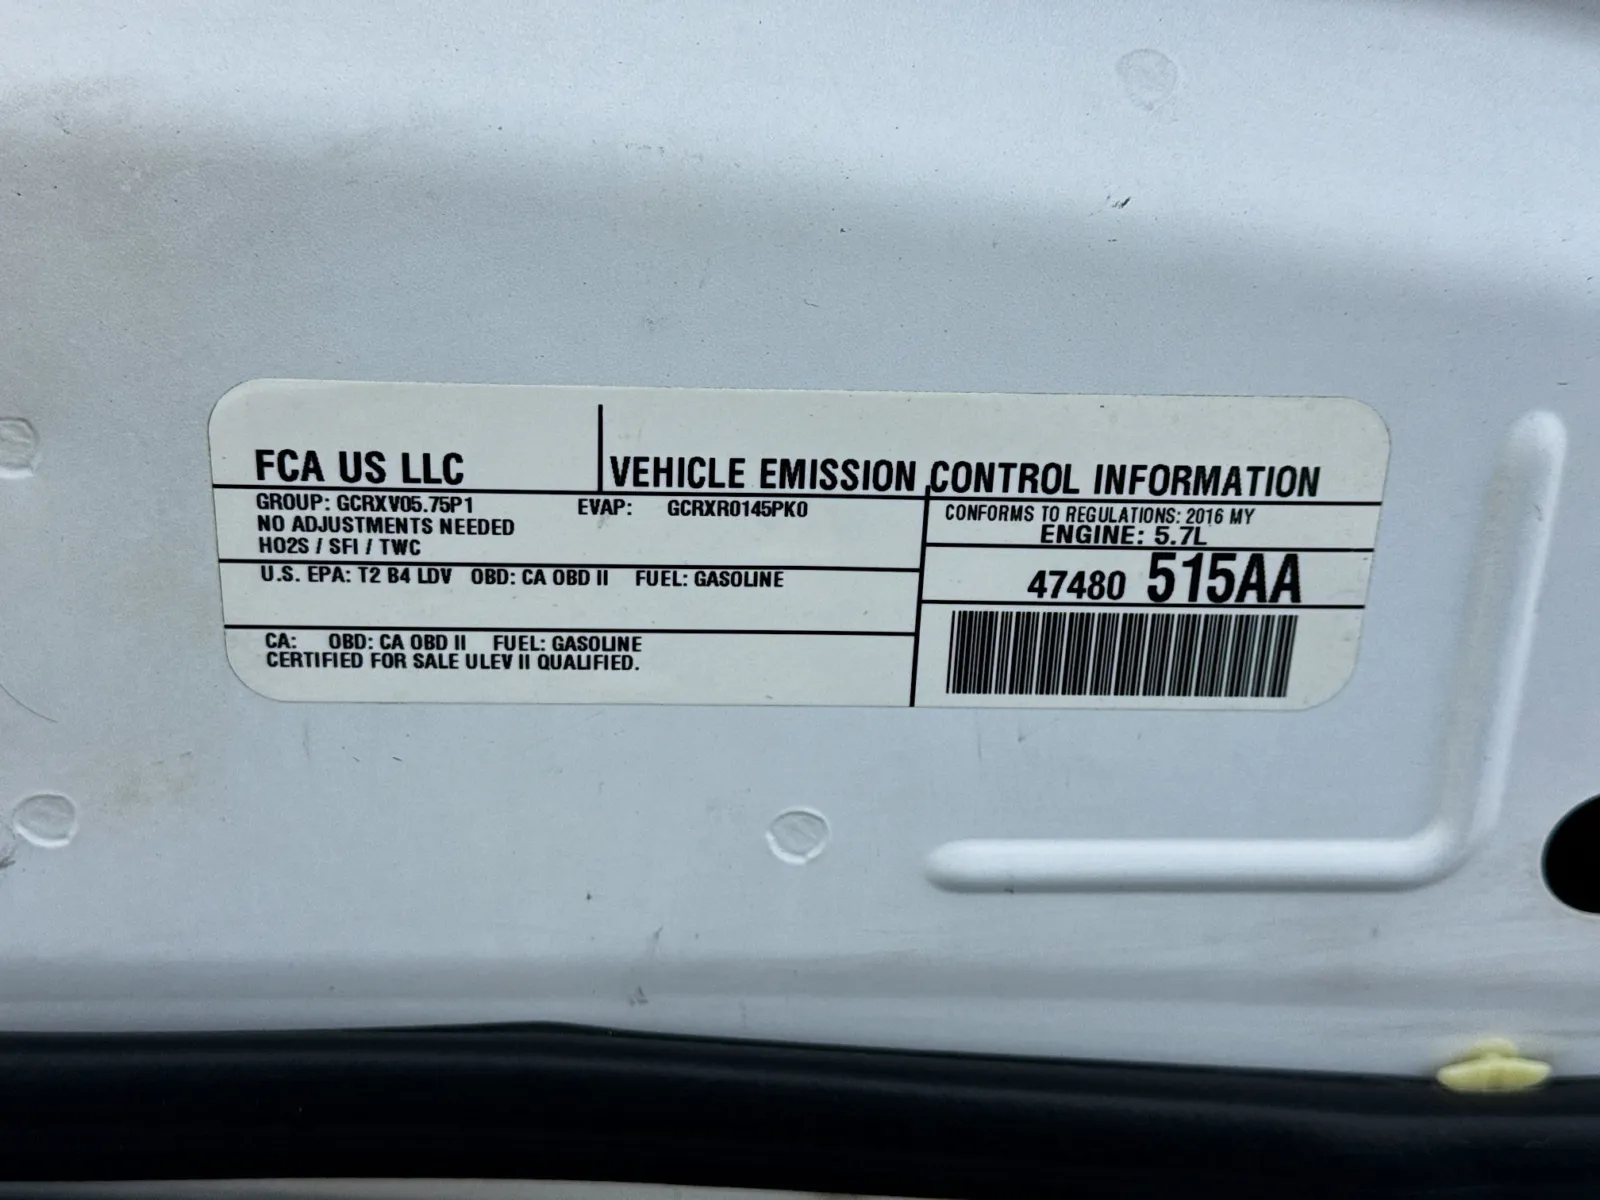 FCA US LLC
VEHICLE EMISSION CONTROL INFORMATION
GROUP: GCRXV05.75P1 EVAP: GCRXR0145PK0
NO ADJUSTMENTS NEEDED
HO2S / SFI / TWC
U.S. EPA: T2 B4 LDV OBD: CA OBD II FUEL: GASOLINE
CA: OBD: CA OBD II FUEL: GASOLINE
CERTIFIED FOR SALE ULEV II QUALIFIED.
CONFORMS TO REGULATIONS: 2016 MY
ENGINE: 5.7L
47480 515AA